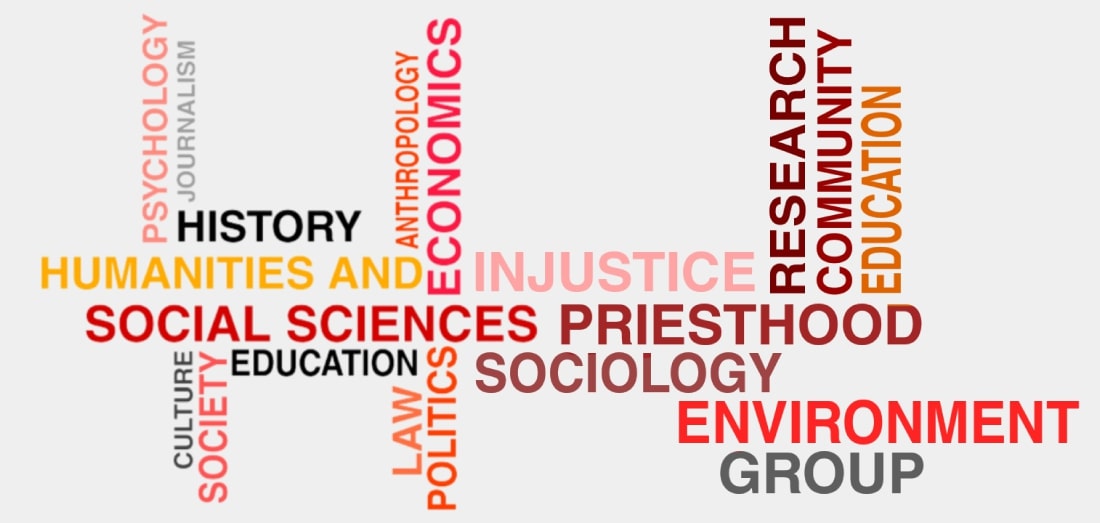 PSYCHOLOGY
JOURNALISM
ANTHROPOLOGY
ECONOMICS
RESEARCH
COMMUNITY
EDUCATION
HISTORY
HUMANITIES AND
INJUSTICE
SOCIAL SCIENCES
PRIESTHOOD
CULTURE
SOCIETY
EDUCATION
LAW
POLITICS
SOCIOLOGY
ENVIRONMENT
GROUP